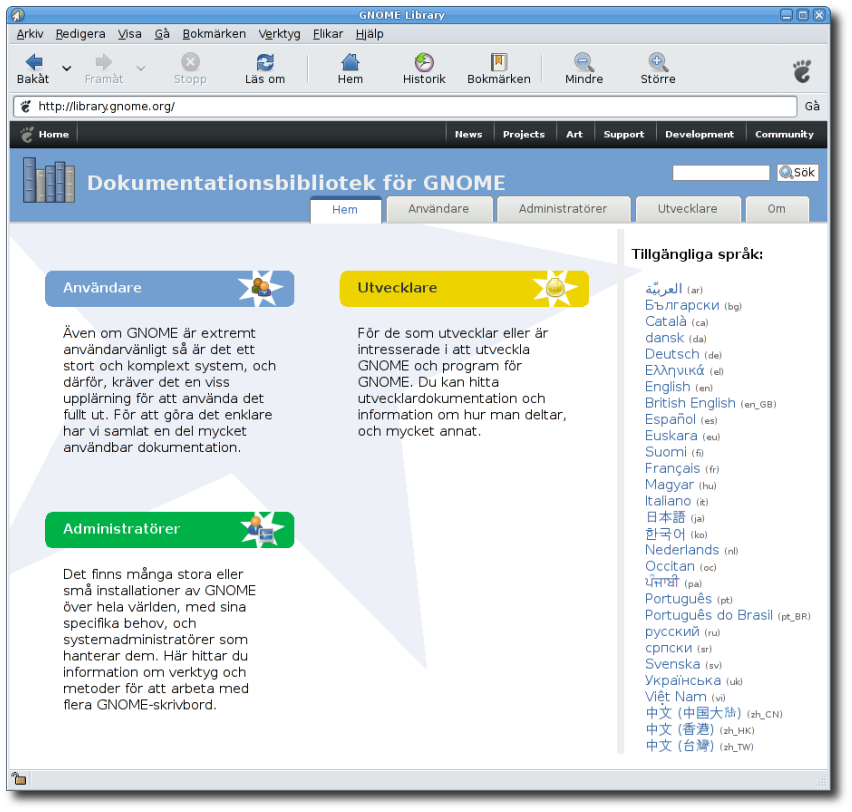 GNOME Library
Arkiv Redigera Visa Gå Bokmärken Verktyg Flikar Hjälp
Bakåt Framåt Stopp Läs om Hem Historik Bokmärken Mindre Större
http://library.gnome.org/ Gå
Home News Projects Art Support Development Community
Dokumentationsbibliotek för GNOME
Sök
Hem Användare Administratörer Utvecklare Om
Användare
Även om GNOME är extremt
användarvänligt så är det ett
stort och komplext system, och
därför, kräver det en viss
upplärning för att använda det
fullt ut. För att göra det enklare
har vi samlat en del mycket
användbar dokumentation.
Utvecklare
För de som utvecklar eller är
intresserade i att utveckla
GNOME och program för
GNOME. Du kan hitta
utvecklardokumentation och
information om hur man deltar,
och mycket annat.
Administratörer
Det finns många stora eller
små installationer av GNOME
över hela världen, med sina
specifika behov, och
systemadministratörer som
hanterar dem. Här hittar du
information om verktyg och
metoder för att arbeta med
flera GNOME-skrivbord.
Tillgängliga språk:
العربيّة (ar)
Български (bg)
Català (ca)
dansk (da)
Deutsch (de)
Ελληνικά (el)
English (en)
British English (en_GB)
Español (es)
Euskara (eu)
Suomi (fi)
Français (fr)
Magyar (hu)
Italiano (it)
日本語 (ja)
한국어 (ko)
Nederlands (nl)
Occitan (oc)
ਪੰਜਾਬੀ (pa)
Português (pt)
Português do Brasil (pt_BR)
русский (ru)
српски (sr)
Svenska (sv)
Українська (uk)
Việt Nam (vi)
中文 (中国大陆) (zh_CN)
中文 (香港) (zh_HK)
中文 (台灣) (zh_TW)